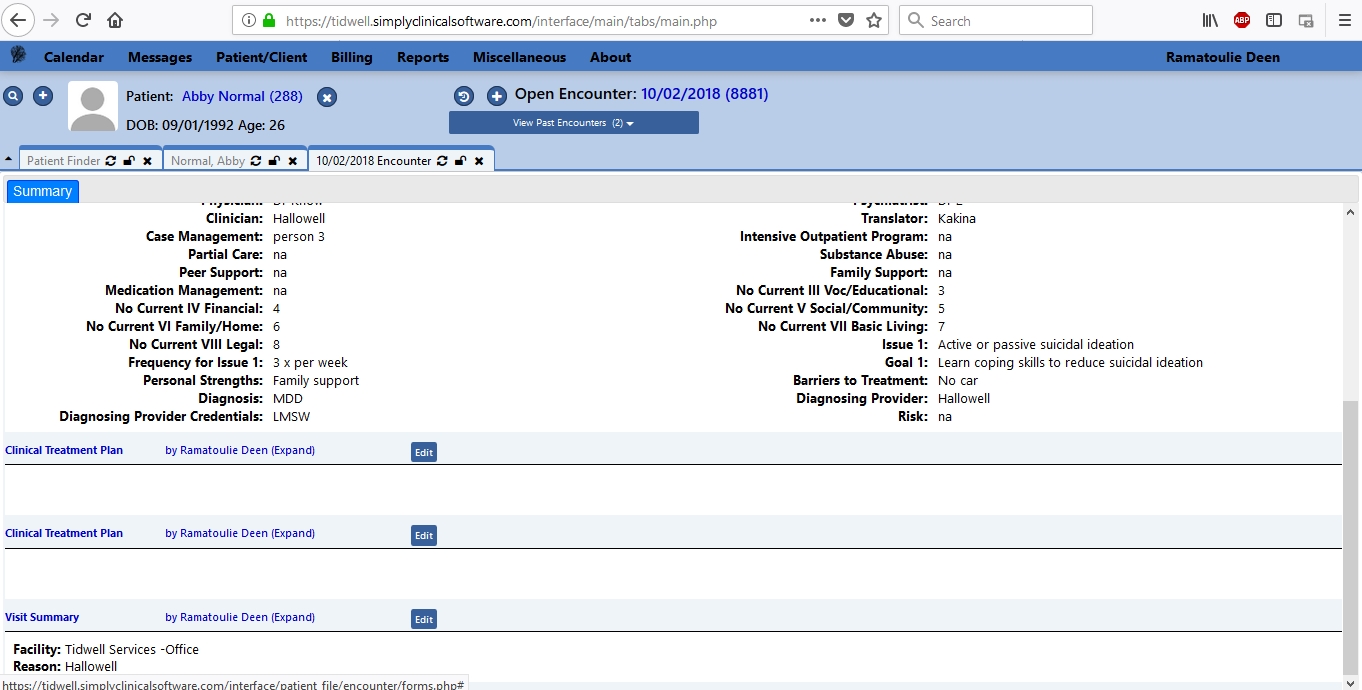 https://tidwell.simplyclinicalsoftware.com/interface/main/tabs/main.php
Search
ABP
Calendar Messages Patient/Client Billing Reports Miscellaneous About Ramatoulie Deen
Patient: Abby Normal (288) Open Encounter: 10/02/2018 (8881)
DOB: 09/01/1992 Age: 26 View Past Encounters (2)
Patient Finder Normal, Abby 10/02/2018 Encounter
Summary
Clinician: Hallowell Translator: Kakina
Case Management: person 3 Intensive Outpatient Program: na
Partial Care: na Substance Abuse: na
Peer Support: na Family Support: na
Medication Management: na No Current III Voc/Educational: 3
No Current IV Financial: 4 No Current V Social/Community: 5
No Current VI Family/Home: 6 No Current VII Basic Living: 7
No Current VIII Legal: 8 Issue 1: Active or passive suicidal ideation
Frequency for Issue 1: 3 x per week Goal 1: Learn coping skills to reduce suicidal ideation
Personal Strengths: Family support Barriers to Treatment: No car
Diagnosis: MDD Diagnosing Provider: Hallowell
Diagnosing Provider Credentials: LMSW Risk: na
Clinical Treatment Plan by Ramatoulie Deen (Expand) Edit
Clinical Treatment Plan by Ramatoulie Deen (Expand) Edit
Visit Summary by Ramatoulie Deen (Expand) Edit
Facility: Tidwell Services -Office
Reason: Hallowell
https://tidwell.simplyclinicalsoftware.com/interface/patient_file/encounter/forms.php#